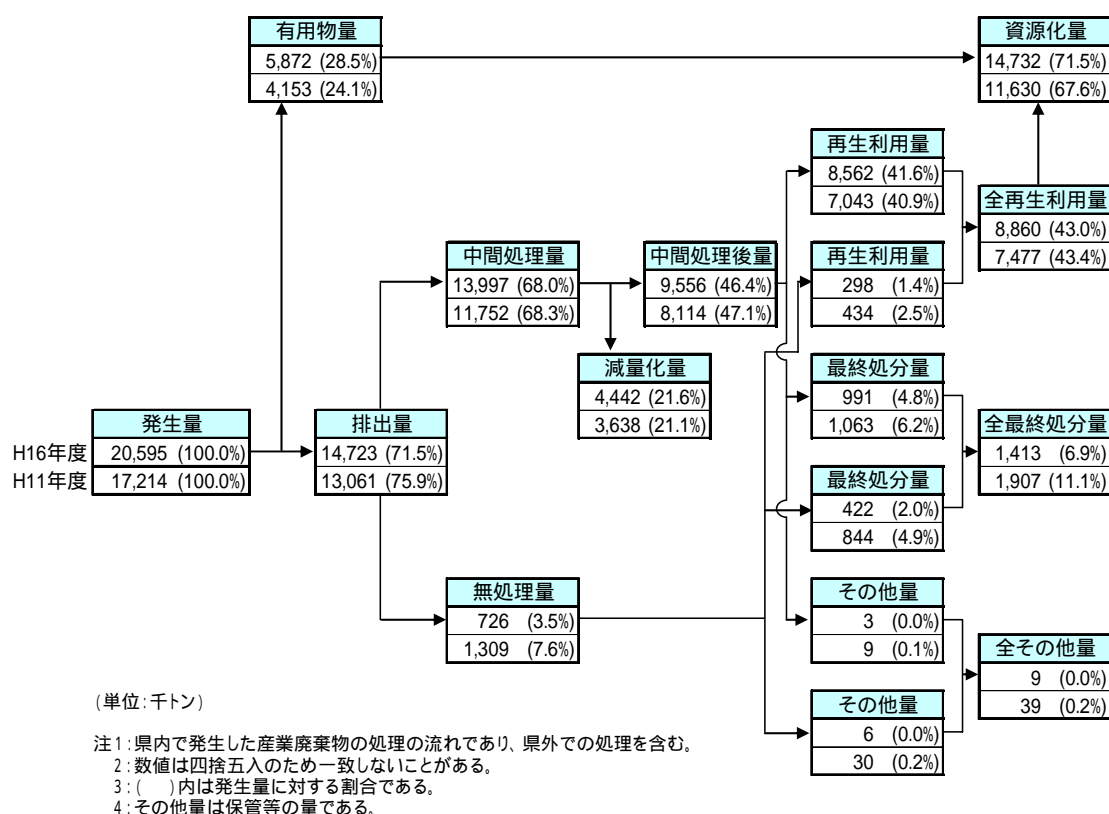 有用物量
5,872 (28.5%)
4,153 (24.1%)
資源化量
14,732 (71.5%)
11,630 (67.6%)
再生利用量
8,562 (41.6%)
7,043 (40.9%)
全再生利用量
8,860 (43.0%)
7,477 (43.4%)
中間処理量
13,997 (68.0%)
11,752 (68.3%)
中間処理後量
9,556 (46.4%)
8,114 (47.1%)
再生利用量
298 (1.4%)
434 (2.5%)
減量化量
4,442 (21.6%)
3,638 (21.1%)
最終処分量
991 (4.8%)
1,063 (6.2%)
発生量
H16年度 20,595 (100.0%)
H11年度 17,214 (100.0%)
排出量
14,723 (71.5%)
13,061 (75.9%)
全最終処分量
1,413 (6.9%)
1,907 (11.1%)
最終処分量
422 (2.0%)
844 (4.9%)
無処理量
726 (3.5%)
1,309 (7.6%)
その他量
3 (0.0%)
9 (0.1%)
全その他量
9 (0.0%)
39 (0.2%)
その他量
6 (0.0%)
30 (0.2%)
(単位:千トン)
注1:県内で発生した産業廃棄物の処理の流れであり、県外での処理を含む。
2:数値は四捨五入のため一致しないことがある。
3:( )内は発生量に対する割合である。
4:その他量は保管等の量である。